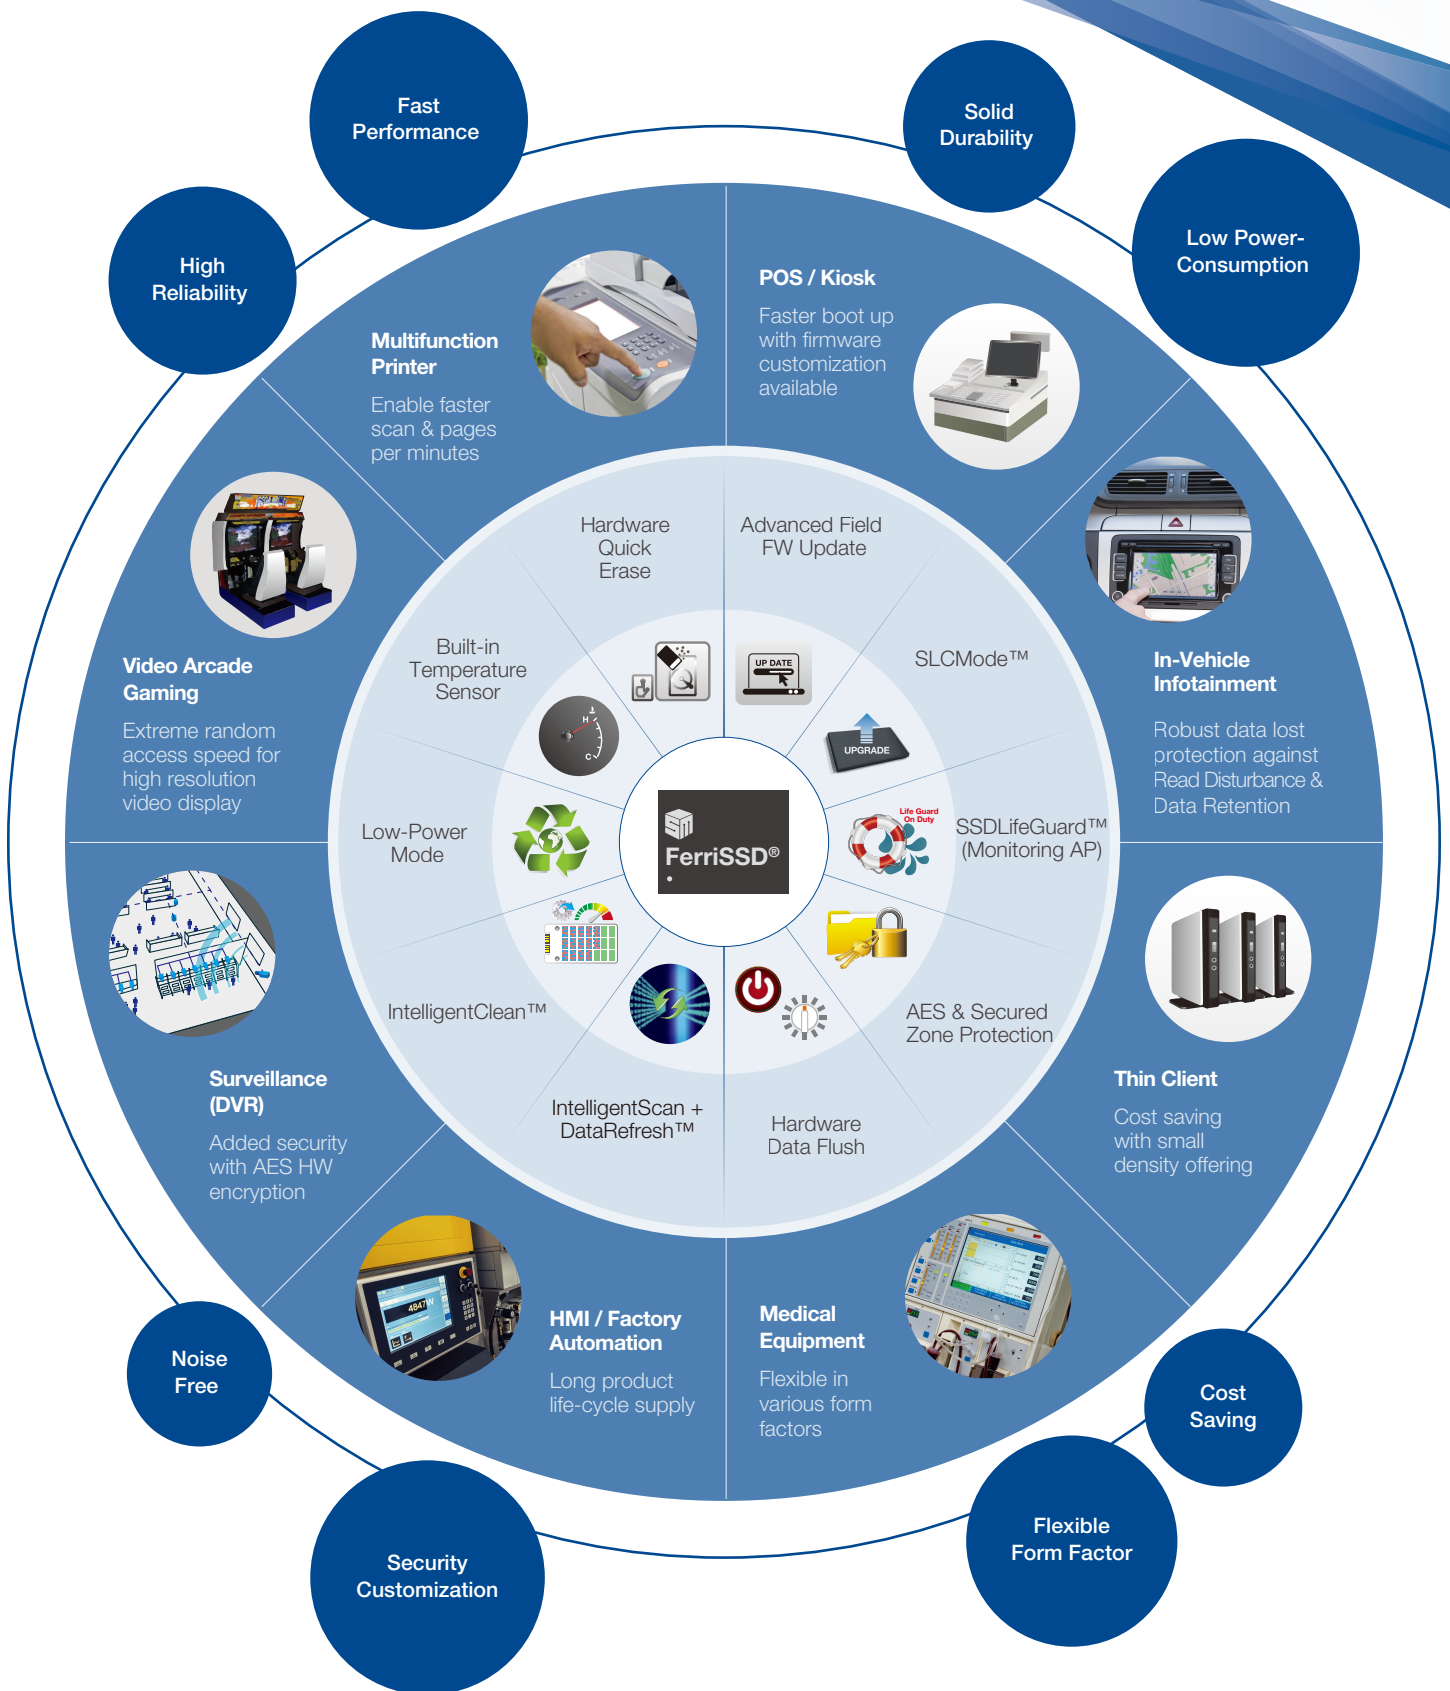 Fast
Performance
Solid
Durability
Low Power-
Consumption
High
Reliability
POS / Kiosk
Faster boot up
with firmware
customization
available
Multifunction
Printer
Enable faster
scan & pages
per minutes
Hardware
Quick
Erase
Advanced Field
FW Update
Built-in
Temperature
Sensor
SLCMode™
UP DATE
UPGRADE
H
C
Video Arcade
Gaming
Extreme random
access speed for
high resolution
video display
In-Vehicle
Infotainment
Robust data lost
protection against
Read Disturbance &
Data Retention
Low-Power
Mode
SM
FerriSSD®
Life Guard
On Duty
SSDLifeGuard™
(Monitoring AP)
IntelligentClean™
AES & Secured
Zone Protection
IntelligentScan +
DataRefresh™
Hardware
Data Flush
Surveillance
(DVR)
Added security
with AES HW
encryption
Thin Client
Cost saving
with small
density offering
4847W
HMI / Factory
Automation
Long product
life-cycle supply
Medical
Equipment
Flexible in
various form
factors
Noise
Free
Cost
Saving
Security
Customization
Flexible
Form Factor